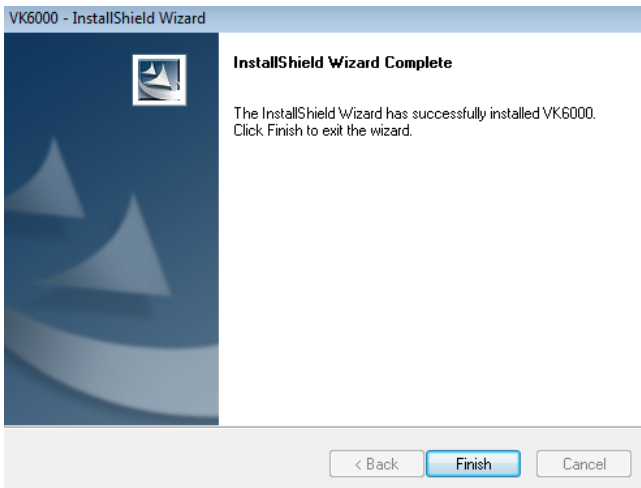 VK6000 - InstallShield Wizard
InstallShield Wizard Complete
The InstallShield Wizard has successfully installed VK6000.
Click Finish to exit the wizard.
< Back
Finish
Cancel